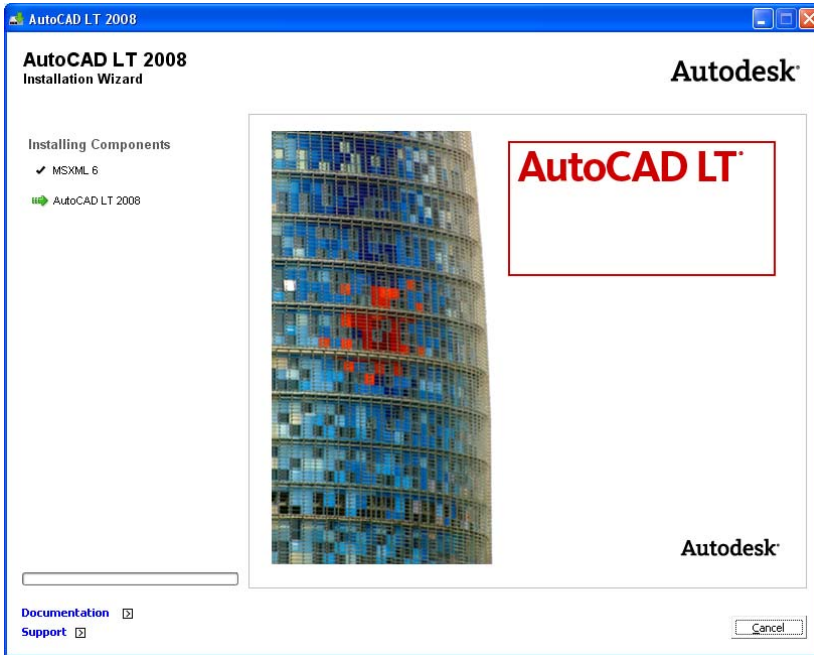 AutoCAD LT 2008
AutoCAD LT 2008
Installation Wizard
Autodesk
Installing Components
MSXML 6
AutoCAD LT 2008
AutoCAD LT
Autodesk
Documentation
Support
Cancel